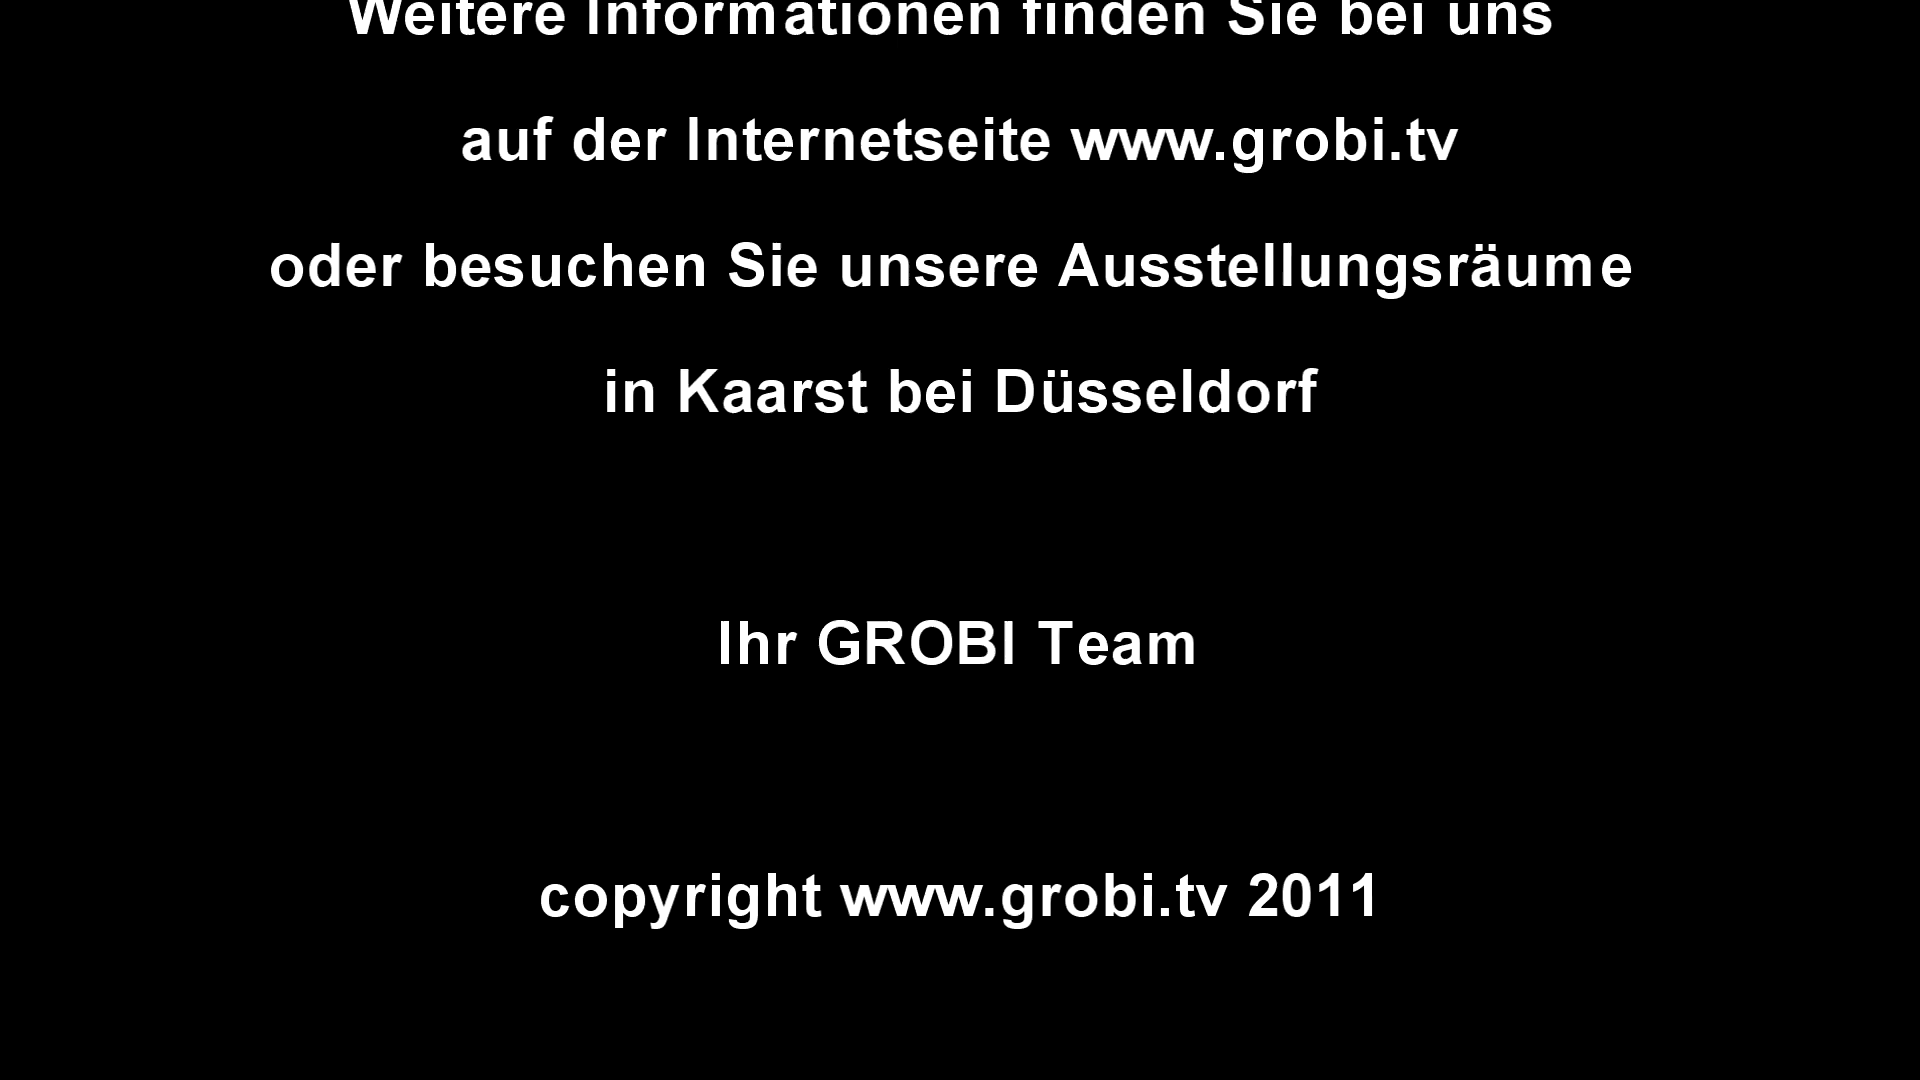 Weitere Informationen finden Sie bei uns
auf der Internetseite www.grobi.tv
oder besuchen Sie unsere Ausstellungsräume
in Kaarst bei Düsseldorf
Ihr GROBI Team
copyright www.grobi.tv 2011